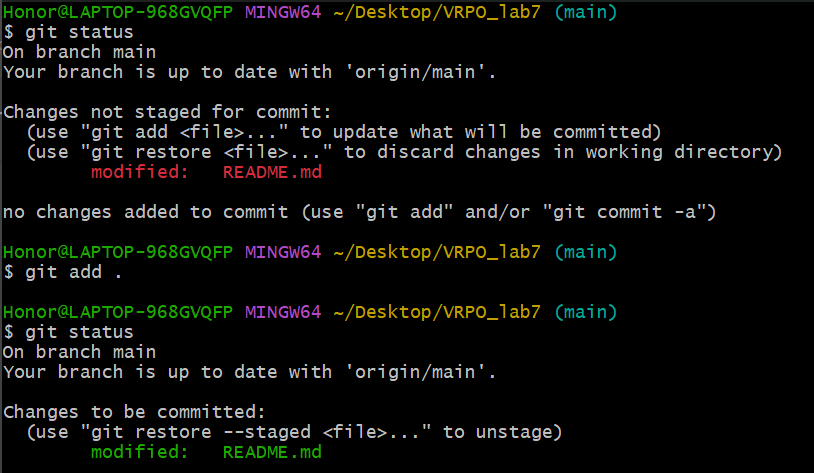 Honor@LAPTOP-968GVQFP MINGW64 ~/Desktop/VRPO_lab7 (main)
$ git status
On branch main
Your branch is up to date with 'origin/main'.
Changes not staged for commit:
  (use "git add <file>..." to update what will be committed)
  (use "git restore <file>..." to discard changes in working directory)
        modified:   README.md
no changes added to commit (use "git add" and/or "git commit -a")
Honor@LAPTOP-968GVQFP MINGW64 ~/Desktop/VRPO_lab7 (main)
$ git add .
Honor@LAPTOP-968GVQFP MINGW64 ~/Desktop/VRPO_lab7 (main)
$ git status
On branch main
Your branch is up to date with 'origin/main'.
Changes to be committed:
  (use "git restore --staged <file>..." to unstage)
        modified:   README.md